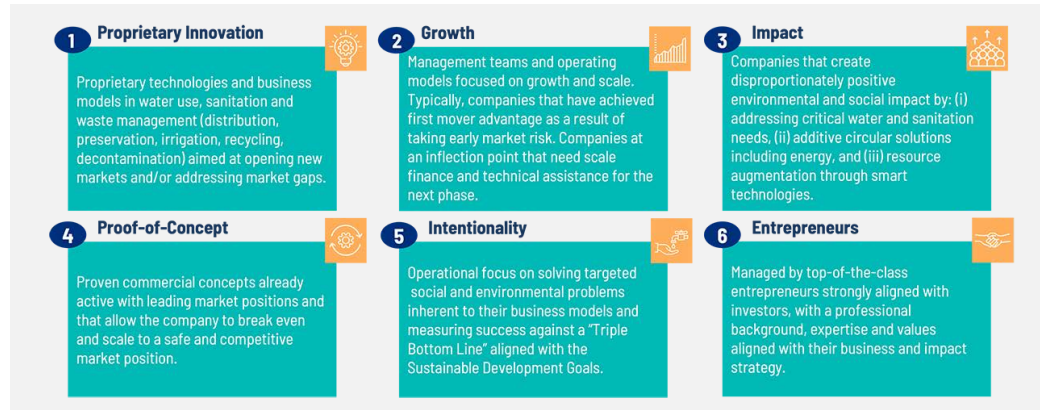 1 Proprietary Innovation
Proprietary technologies and business
models in water use, sanitation and
waste management (distribution,
preservation, irrigation, recycling,
decontamination) aimed at opening new
markets and/or addressing market gaps.
2 Growth
Management teams and operating
models focused on growth and scale.
Typically, companies that have achieved
first mover advantage as a result of
taking early market risk. Companies at
an inflection point that need scale
finance and technical assistance for the
next phase.
3 Impact
Companies that create
disproportionately positive
environmental and social impact by: (i)
addressing critical water and sanitation
needs, (ii) additive circular solutions
including energy, and (iii) resource
augmentation through smart
technologies.
4 Proof-of-Concept
Proven commercial concepts already
active with leading market positions and
that allow the company to break even
and scale to a safe and competitive
market position.
5 Intentionality
Operational focus on solving targeted
social and environmental problems
inherent to their business models and
measuring success against a "Triple
Bottom Line" aligned with the
Sustainable Development Goals.
6 Entrepreneurs
Managed by top-of-the-class
entrepreneurs strongly aligned with
investors, with a professional
background, expertise and values
aligned with their business and impact
strategy.